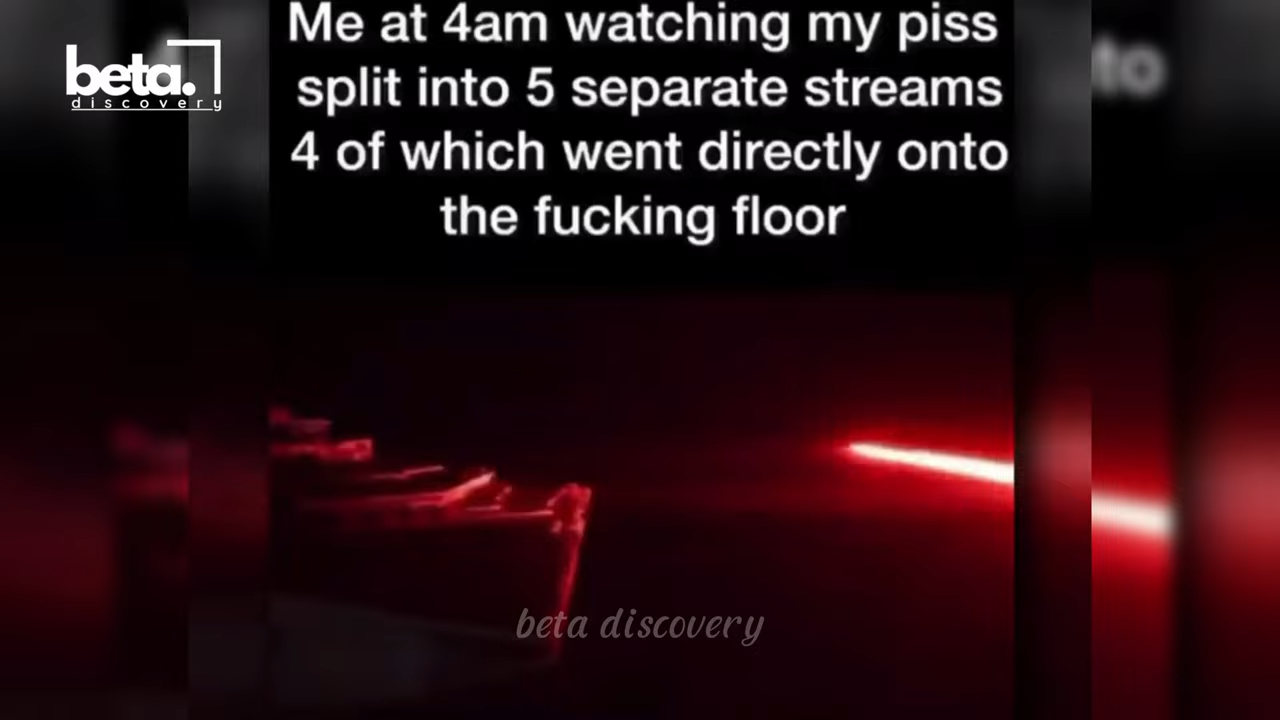 beta.
discovery
Me at 4am watching my piss
split into 5 separate streams
4 of which went directly onto
the fucking floor
to
beta discovery